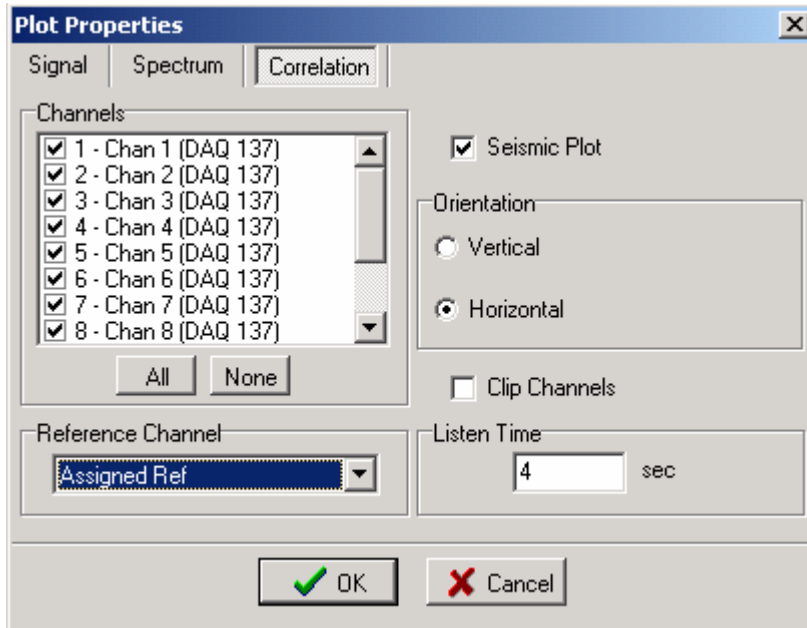 Plot Properties
Signal
Spectrum
Correlation
Channels
1 - Chan 1 (DAQ 137)
2 - Chan 2 (DAQ 137)
3 - Chan 3 (DAQ 137)
4 - Chan 4 (DAQ 137)
5 - Chan 5 (DAQ 137)
6 - Chan 6 (DAQ 137)
7 - Chan 7 (DAQ 137)
8 - Chan 8 (DAQ 137)
All
None
Seismic Plot
Orientation
Vertical
Horizontal
Clip Channels
Reference Channel
Assigned Ref
Listen Time
4 sec
OK
Cancel